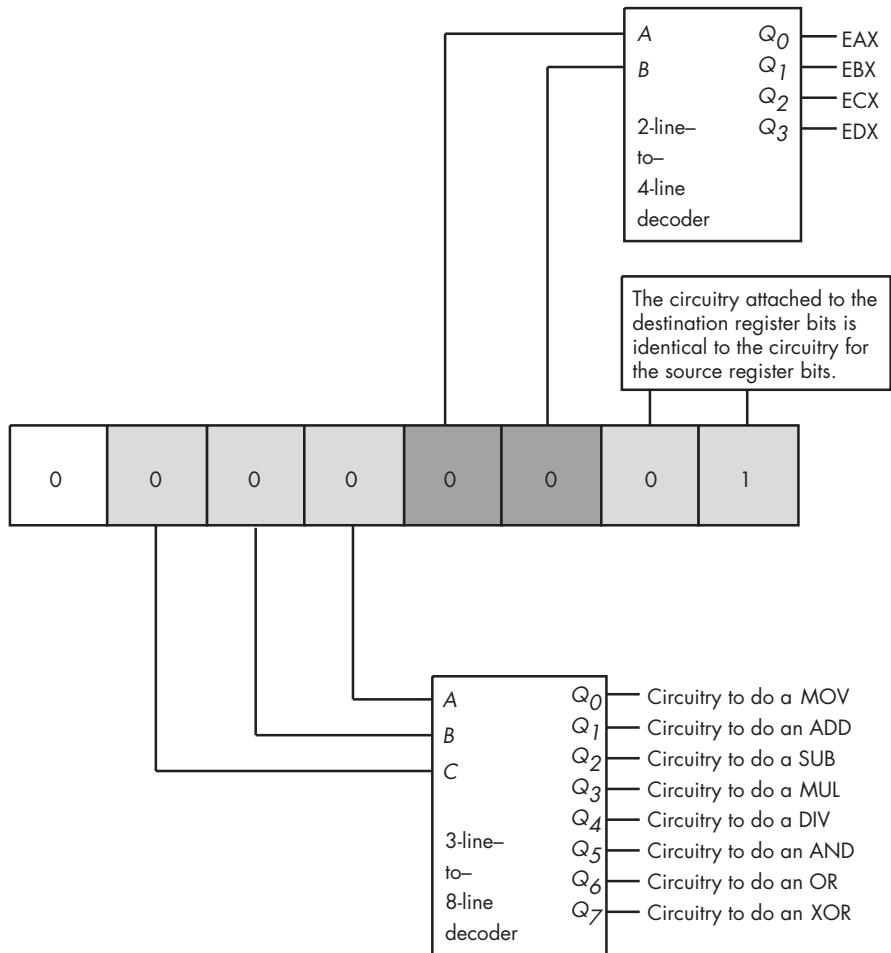 A
B
2-line–
to–
4-line
decoder
Q0
Q1
Q2
Q3
EAX
EBX
ECX
EDX
The circuitry attached to the
destination register bits is
identical to the circuitry for
the source register bits.
0 0 0 0 0 0 0 1
A
B
C
3-line–
to–
8-line
decoder
Q0 Circuitry to do a MOV
Q1 Circuitry to do an ADD
Q2 Circuitry to do a SUB
Q3 Circuitry to do a MUL
Q4 Circuitry to do a DIV
Q5 Circuitry to do an AND
Q6 Circuitry to do an OR
Q7 Circuitry to do an XOR